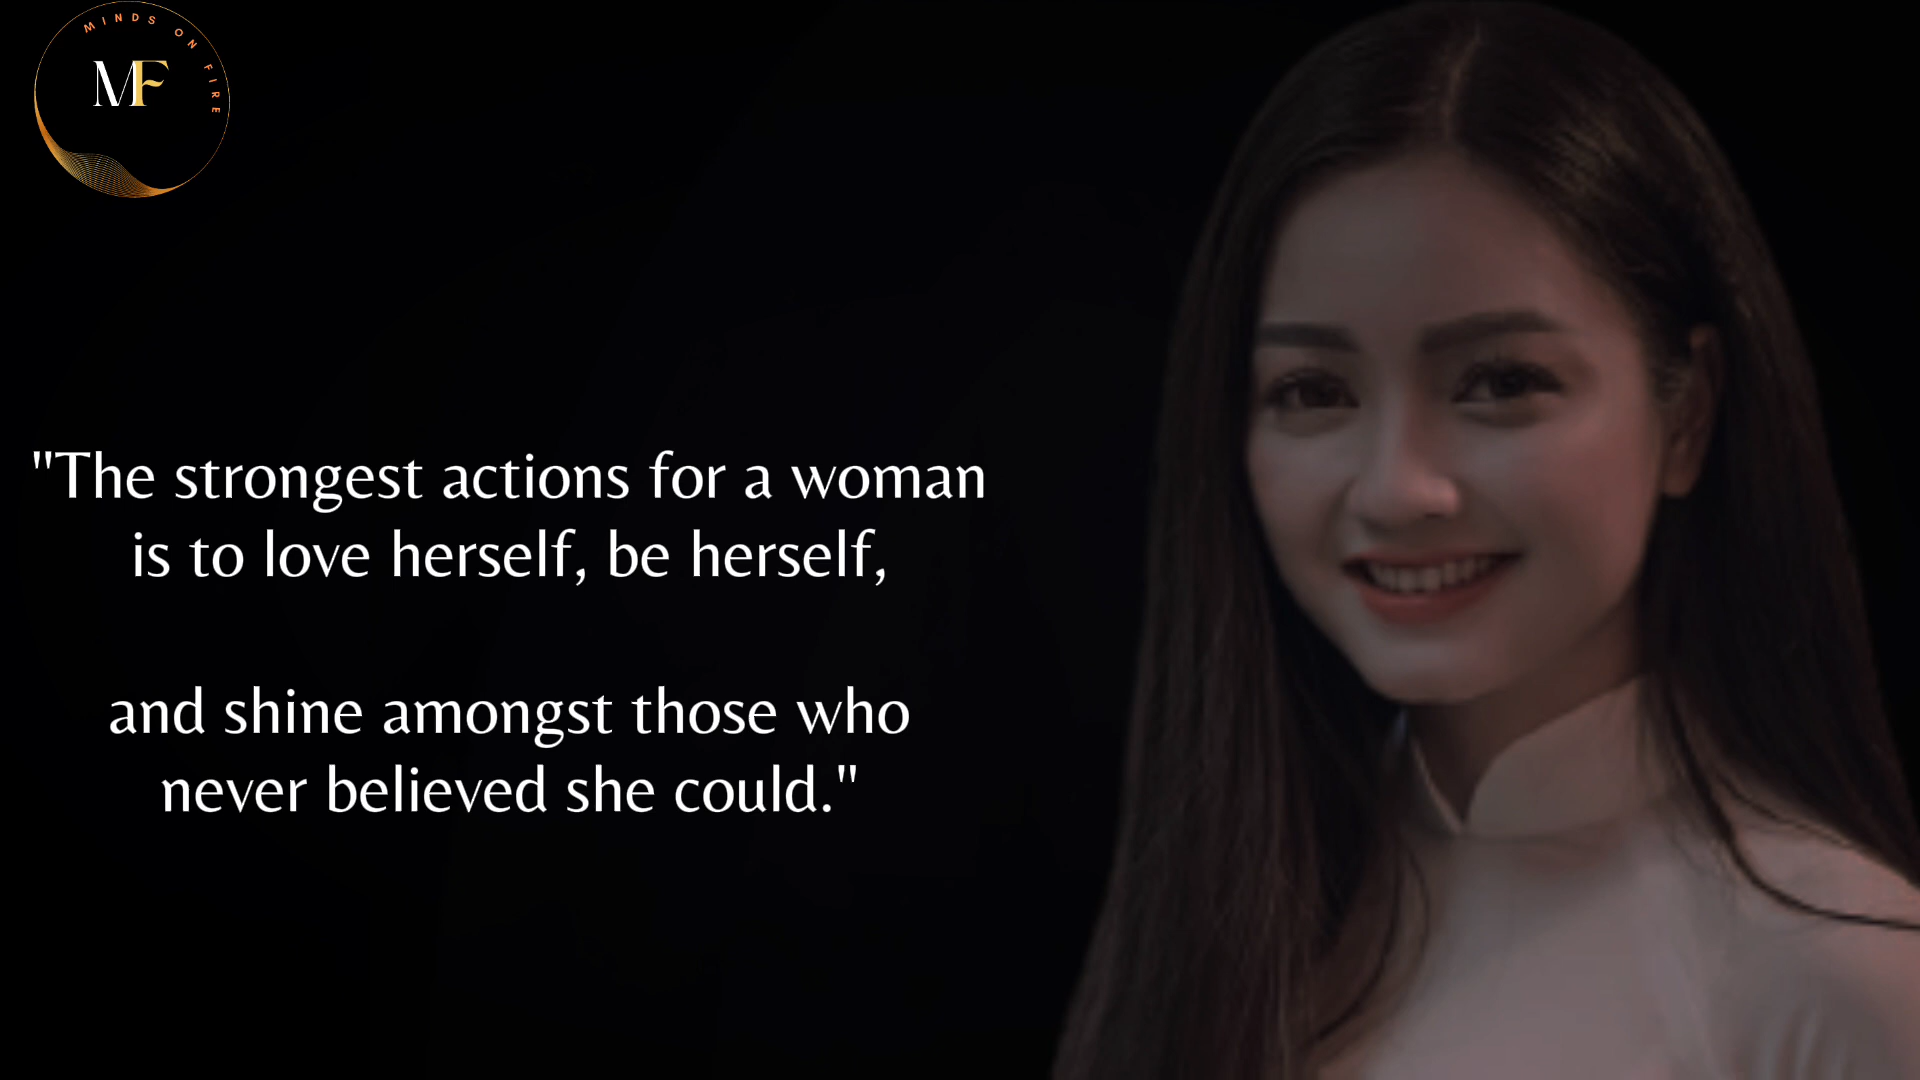 MINDS ON FIRE
MF
"The strongest actions for a woman
is to love herself, be herself,
and shine amongst those who
never believed she could."